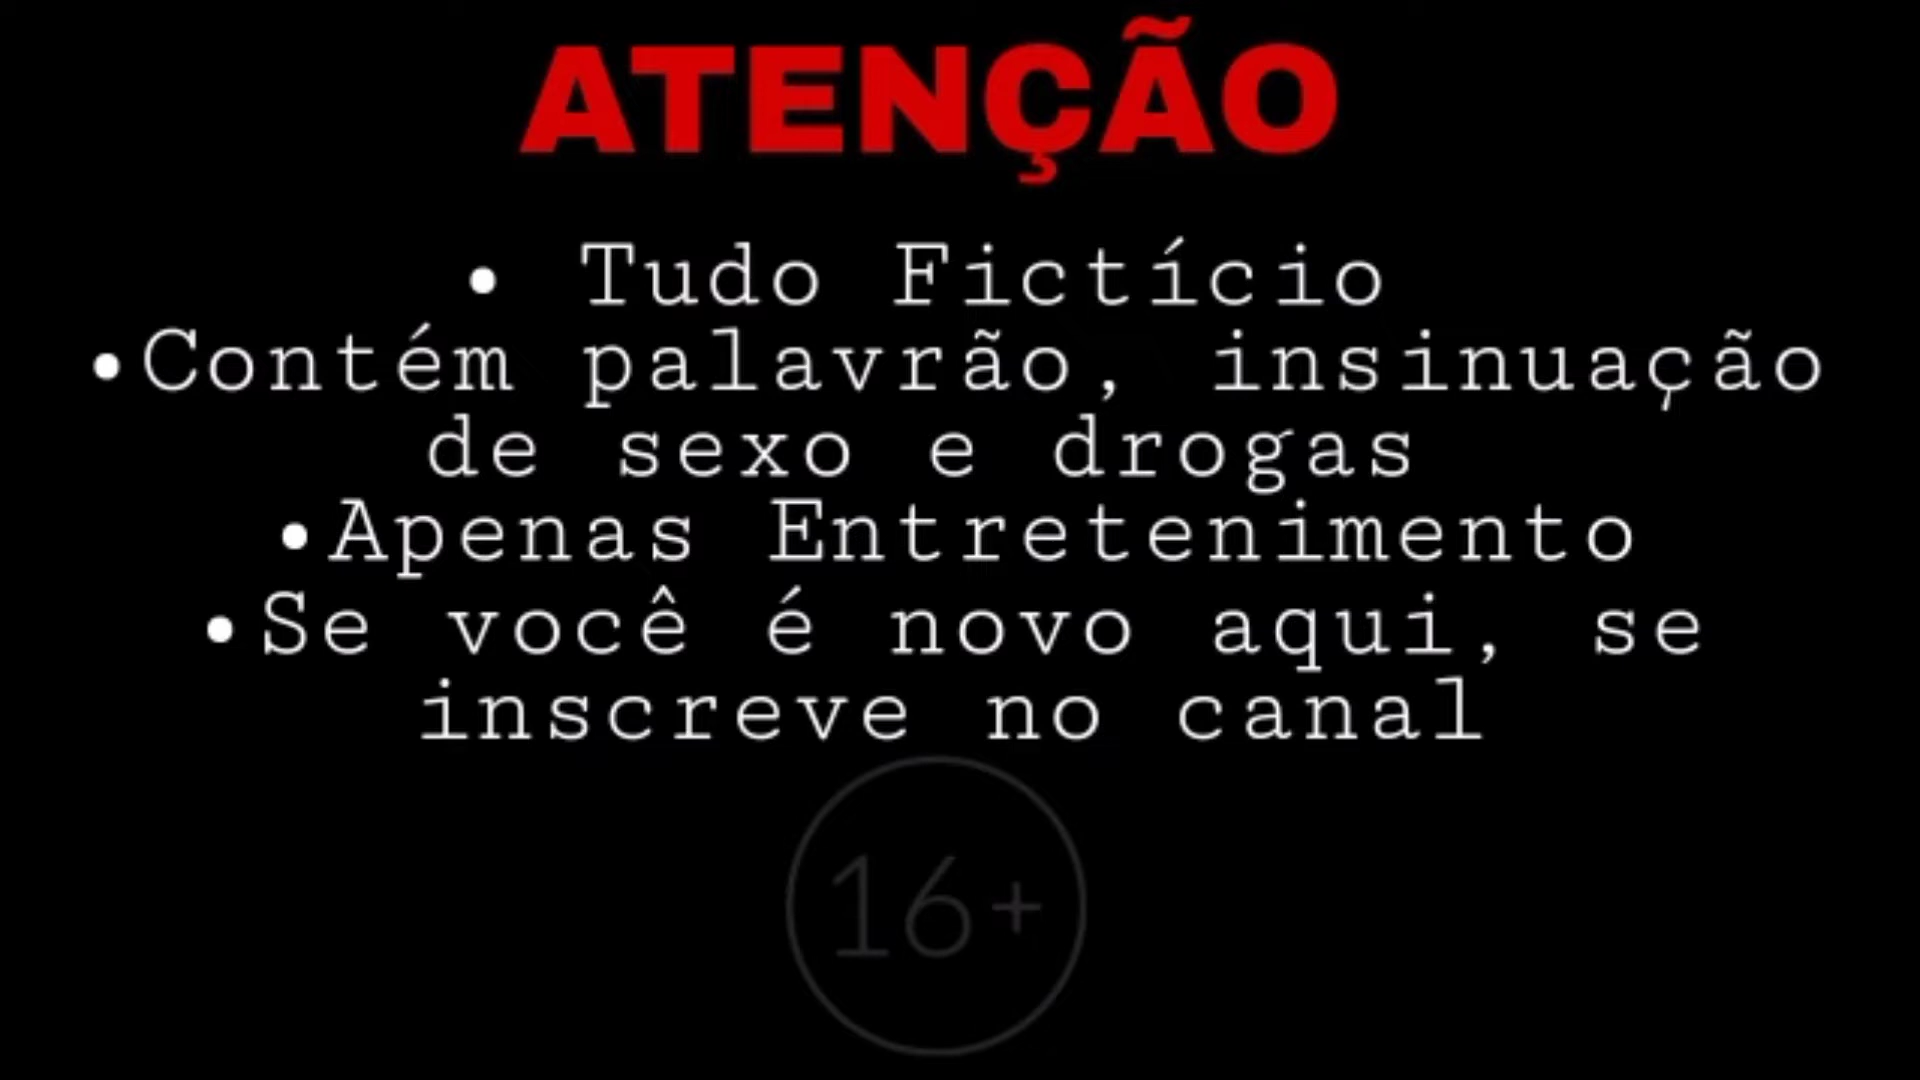 ATENÇÃO
• Tudo Fictício
•Contém palavrão, insinuação
de sexo e drogas
•Apenas Entretenimento
•Se você é novo aqui, se
inscreve no canal
16+